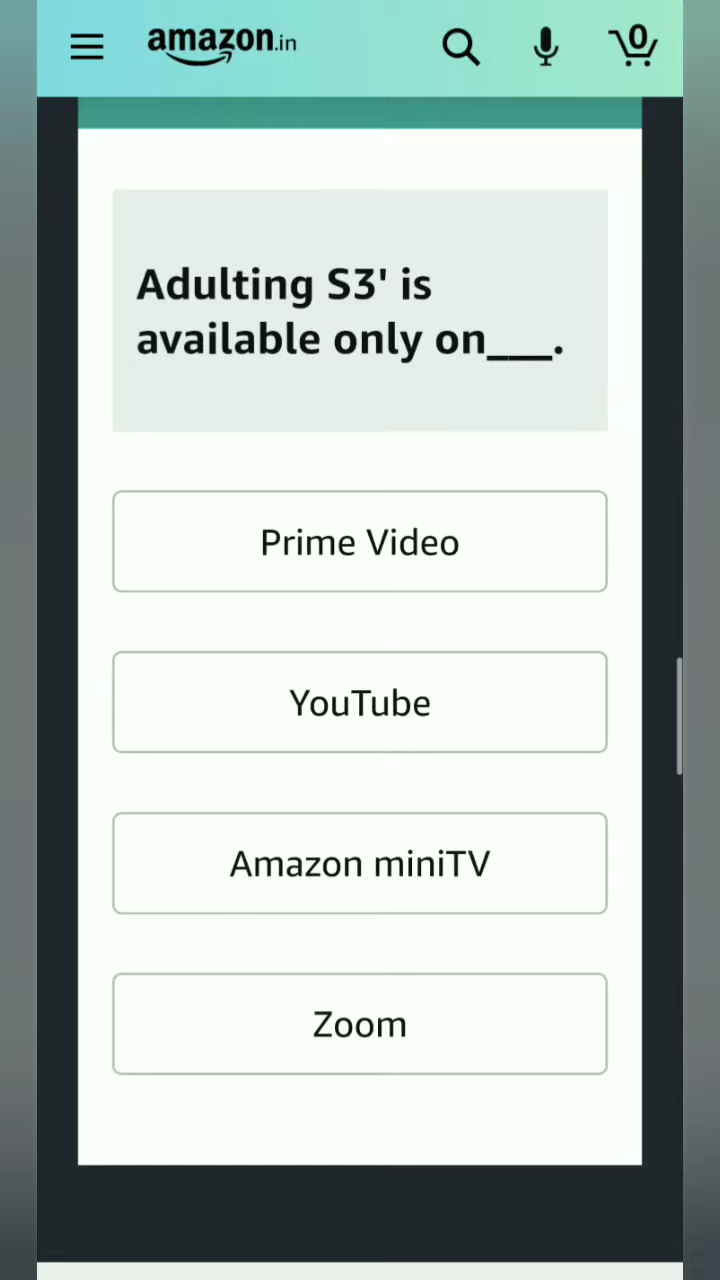 amazon.in
0
Adulting S3' is
available only on___.
Prime Video
YouTube
Amazon miniTV
Zoom